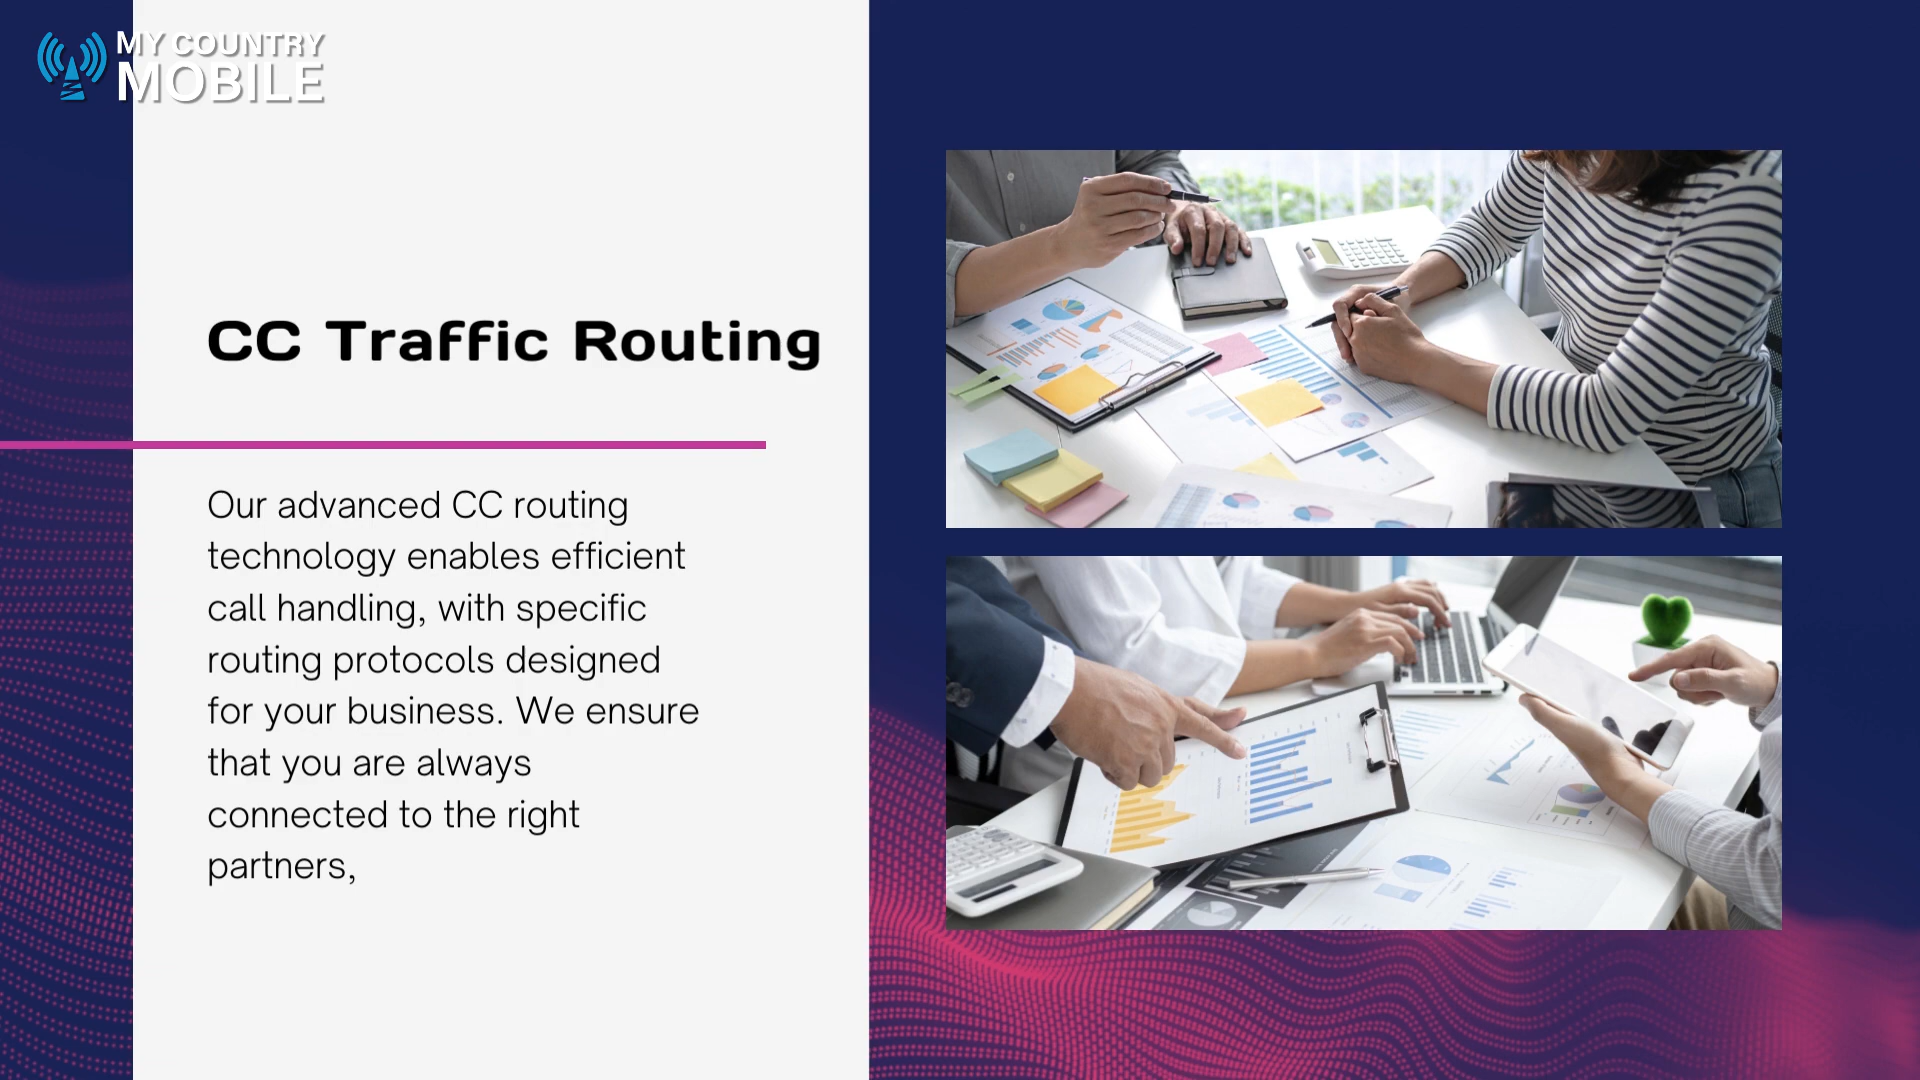 MY COUNTRY
MOBILE
CC Traffic Routing
Our advanced CC routing
technology enables efficient
call handling, with specific
routing protocols designed
for your business. We ensure
that you are always
connected to the right
partners,